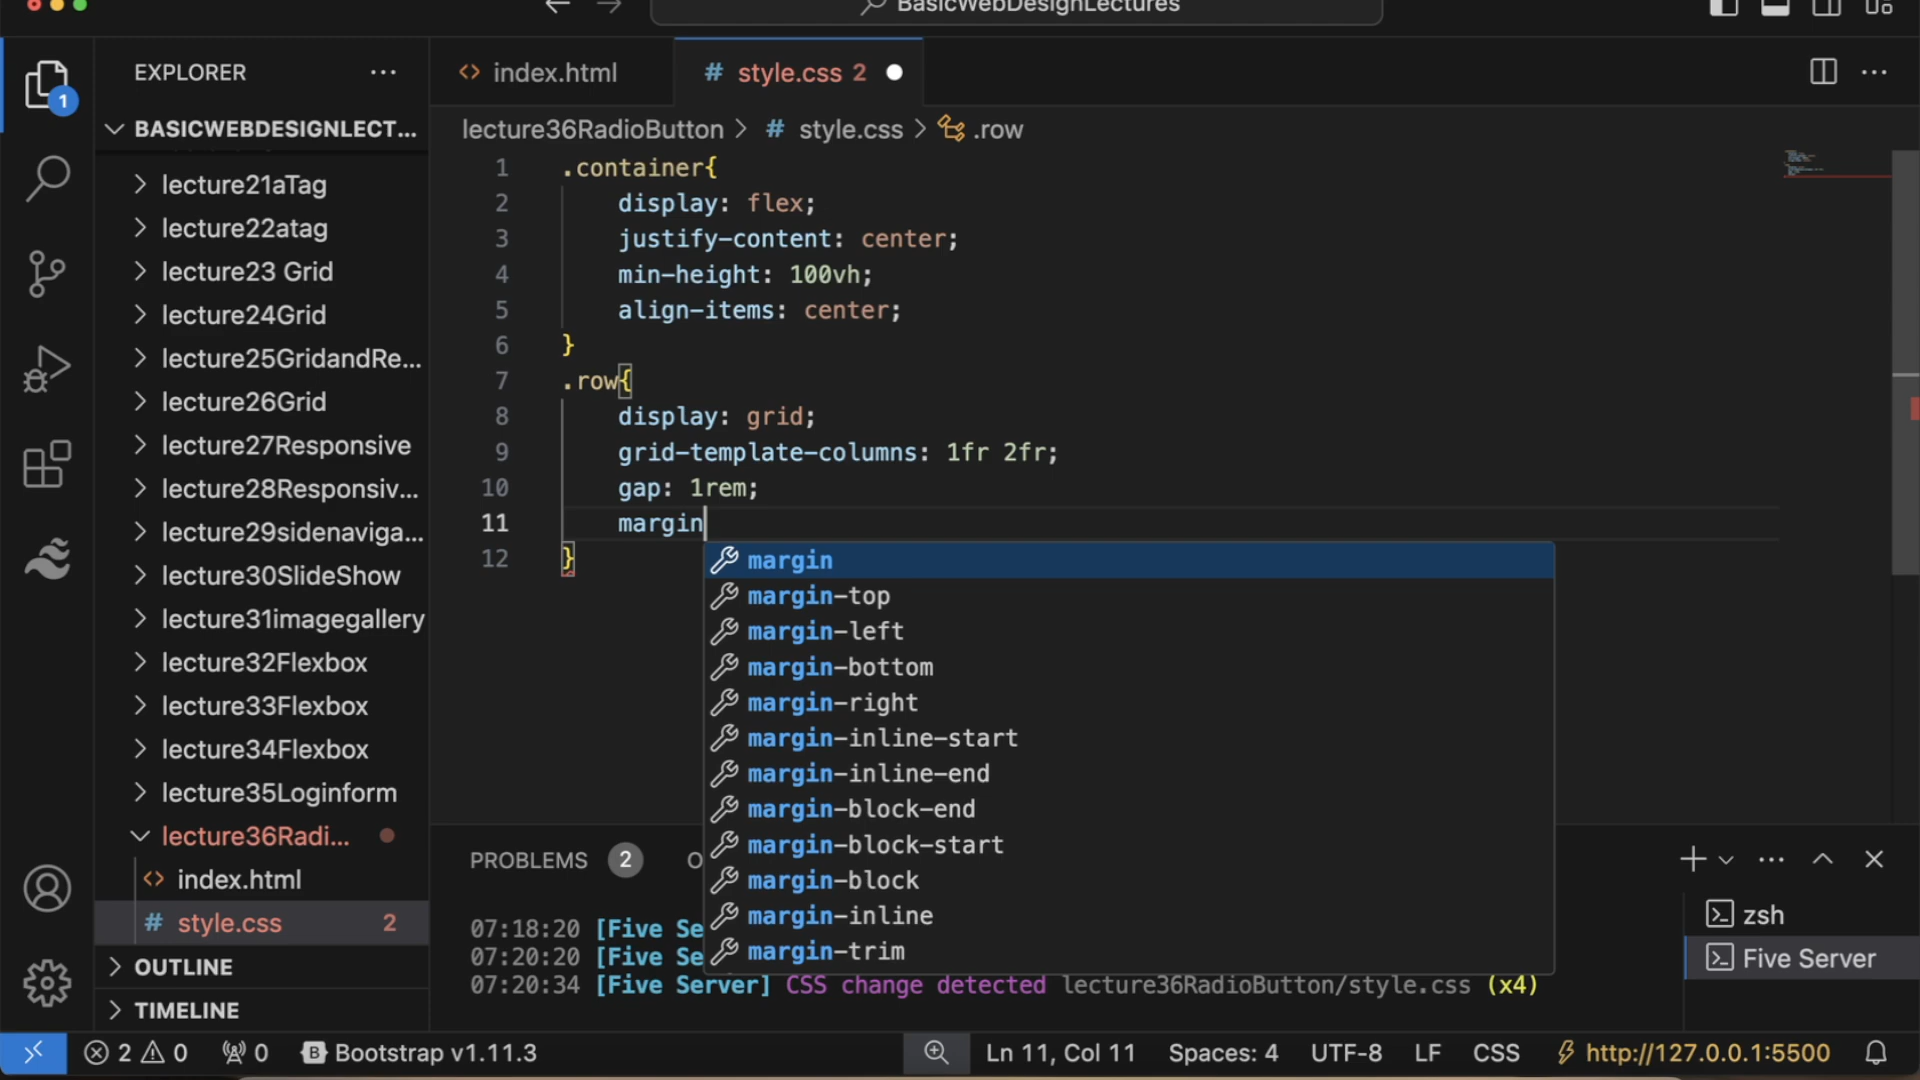 BasicWebDesignLectures
EXPLORER
1
BASICWEBDESIGNLECT...
lecture21aTag
lecture22atag
lecture23 Grid
lecture24Grid
lecture25GridandRe...
lecture26Grid
lecture27Responsive
lecture28Responsiv...
lecture29sidenaviga...
lecture30SlideShow
lecture31imagegallery
lecture32Flexbox
lecture33Flexbox
lecture34Flexbox
lecture35Loginform
lecture36Radi...
index.html
# style.css 2
OUTLINE
TIMELINE
index.html
# style.css 2
lecture36RadioButton > # style.css > .row
1 .container{
2 display: flex;
3 justify-content: center;
4 min-height: 100vh;
5 align-items: center;
6 }
7 .row{
8 display: grid;
9 grid-template-columns: 1fr 2fr;
10 gap: 1rem;
11 margin
12 }
margin
margin-top
margin-left
margin-bottom
margin-right
margin-inline-start
margin-inline-end
margin-block-end
margin-block-start
margin-block
margin-inline
margin-trim
PROBLEMS 2 O
07:18:20 [Five Se
07:20:20 [Five Se
07:20:34 [Five Server] CSS change detected lecture36RadioButton/style.css (x4)
zsh
Five Server
2 0 0 B Bootstrap v1.11.3 Ln 11, Col 11 Spaces: 4 UTF-8 LF CSS http://127.0.0.1:5500